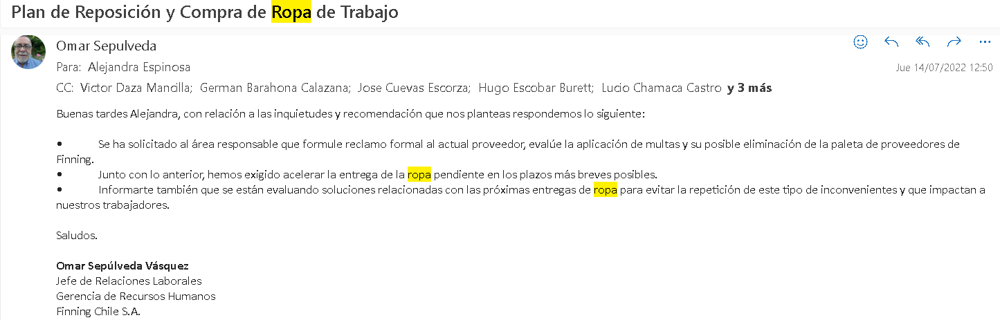 Plan de Reposición y Compra de Ropa de Trabajo
Omar Sepulveda
Para: Alejandra Espinosa
Jue 14/07/2022 12:50
CC: Victor Daza Mancilla; German Barahona Calazana; Jose Cuevas Escorza; Hugo Escobar Burett; Lucio Chamaca Castro y 3 más
Buenas tardes Alejandra, con relación a las inquietudes y recomendación que nos planteas respondemos lo siguiente:
• Se ha solicitado al área responsable que formule reclamo formal al actual proveedor, evalúe la aplicación de multas y su posible eliminación de la paleta de proveedores de
Finning.
• Junto con lo anterior, hemos exigido acelerar la entrega de la ropa pendiente en los plazos más breves posibles.
• Informarte también que se están evaluando soluciones relacionadas con las próximas entregas de ropa para evitar la repetición de este tipo de inconvenientes y que impactan a
nuestros trabajadores.
Saludos.
Omar Sepúlveda Vásquez
Jefe de Relaciones Laborales
Gerencia de Recursos Humanos
Finning Chile S.A.